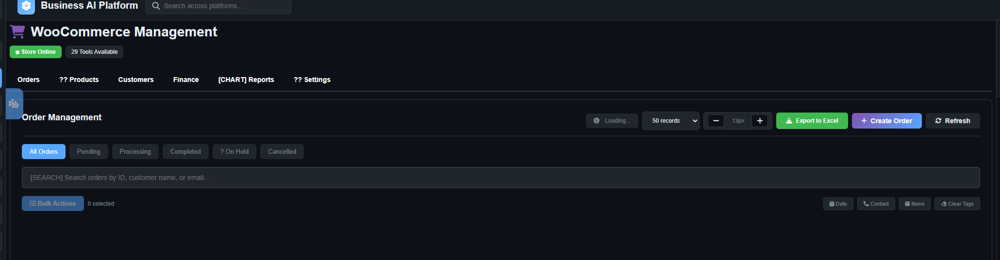 Business AI Platform
Search across platforms...
WooCommerce Management
Store Online
29 Tools Available
Orders
?? Products
Customers
Finance
[CHART] Reports
?? Settings
Order Management
Loading...
50 records
13px
Export to Excel
Create Order
Refresh
All Orders
Pending
Processing
Completed
? On Hold
Cancelled
[SEARCH] Search orders by ID, customer name, or email...
Bulk Actions
0 selected
Date
Contact
Items
Clear Tags